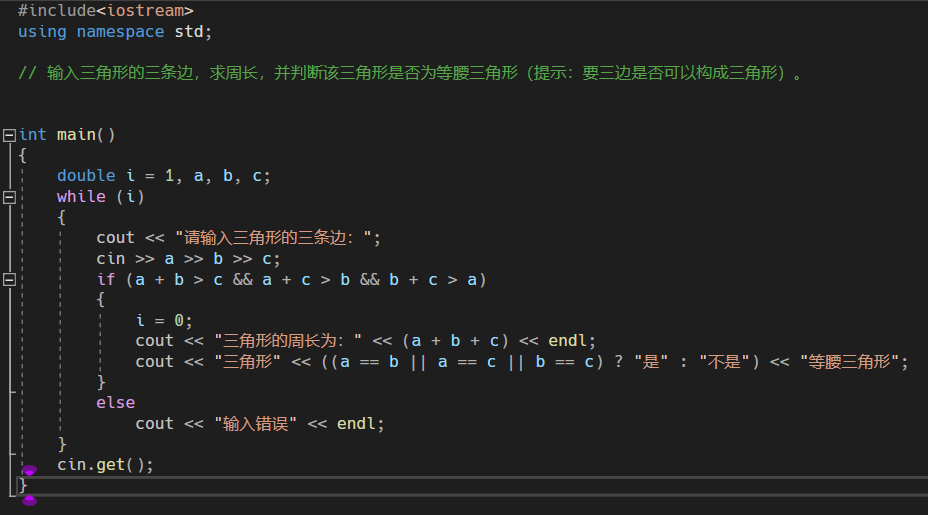 #include<iostream>
using namespace std;
// 输入三角形的三条边，求周长，并判断该三角形是否为等腰三角形（提示：要三边是否可以构成三角形）。
int main()
{
double i = 1, a, b, c;
while (i)
{
cout << "请输入三角形的三条边：";
cin >> a >> b >> c;
if (a + b > c && a + c > b && b + c > a)
{
i = 0;
cout << "三角形的周长为：" << (a + b + c) << endl;
cout << "三角形" << ((a == b || a == c || b == c) ? "是" : "不是") << "等腰三角形";
}
else
cout << "输入错误" << endl;
}
cin.get();
}